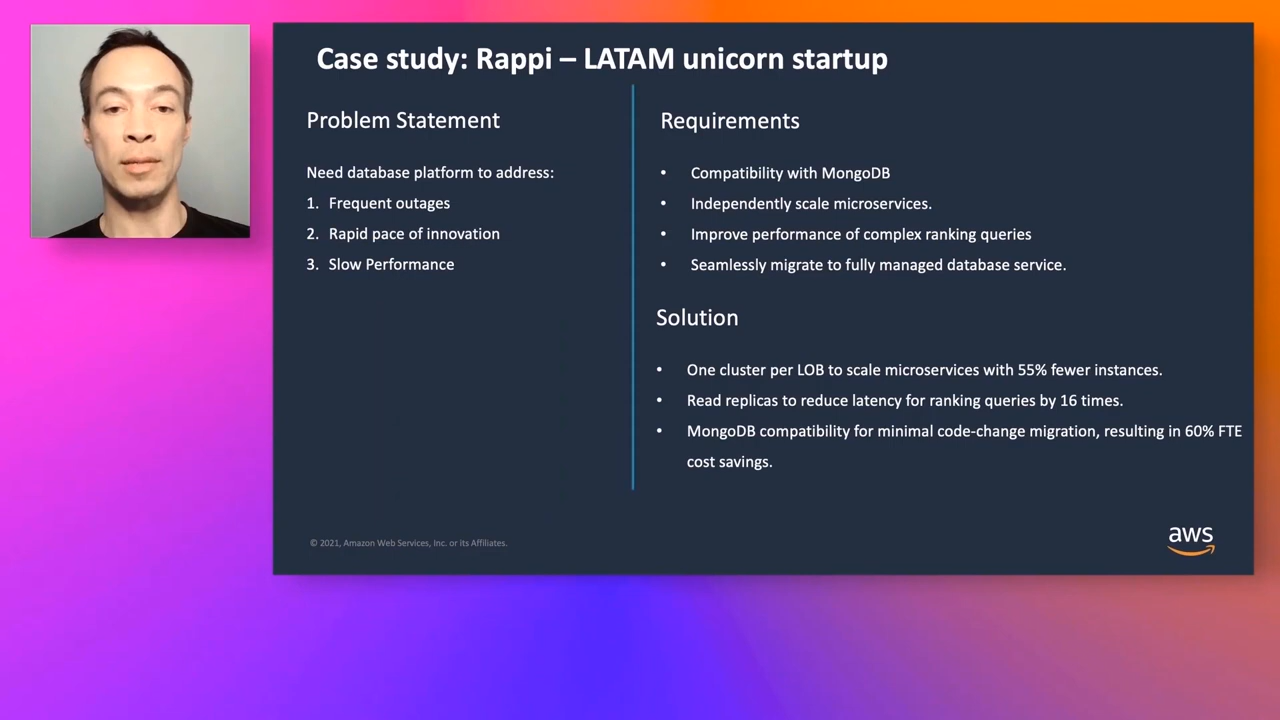 Case study: Rappi – LATAM unicorn startup
Problem Statement
Need database platform to address:
1. Frequent outages
2. Rapid pace of innovation
3. Slow Performance
Requirements
• Compatibility with MongoDB
• Independently scale microservices.
• Improve performance of complex ranking queries
• Seamlessly migrate to fully managed database service.
Solution
• One cluster per LOB to scale microservices with 55% fewer instances.
• Read replicas to reduce latency for ranking queries by 16 times.
• MongoDB compatibility for minimal code-change migration, resulting in 60% FTE
cost savings.
© 2021, Amazon Web Services, Inc. or its Affiliates.
aws